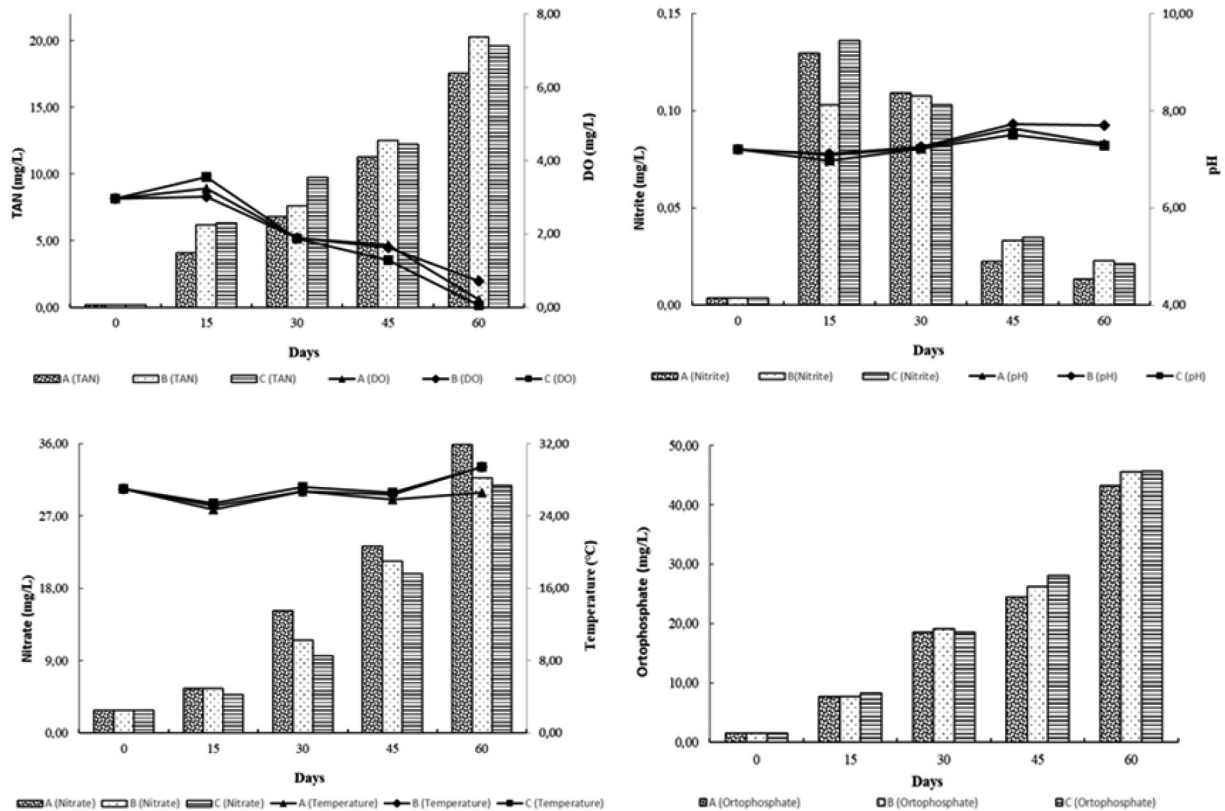 TAN (mg/L)
20,00
15,00
10,00
5,00
0,00
8,00
6,00
4,00
2,00
0,00
DO (mg/L)
0 15 30 45 60
Days
A (TAN) B (TAN) C (TAN) A (DO) B (DO) C (DO)
Nitrite (mg/L)
0,15
0,10
0,05
0,00
10,00
8,00
6,00
4,00
pH
0 15 30 45 60
Days
A (Nitrite) B(Nitrite) C (Nitrite) A (pH) B (pH) C (pH)
Nitrate (mg/L)
36,00
27,00
18,00
9,00
0,00
32,00
24,00
16,00
8,00
0,00
Temperature (°C)
0 15 30 45 60
Days
A (Nitrate) B (Nitrate) C (Nitrate) A (Temperature) B (Temperature) C (Temperature)
Ortophosphate (mg/L)
50,00
40,00
30,00
20,00
10,00
0,00
0 15 30 45 60
Days
A (Ortophosphate) B (Ortophosphate) C (Ortophosphate)